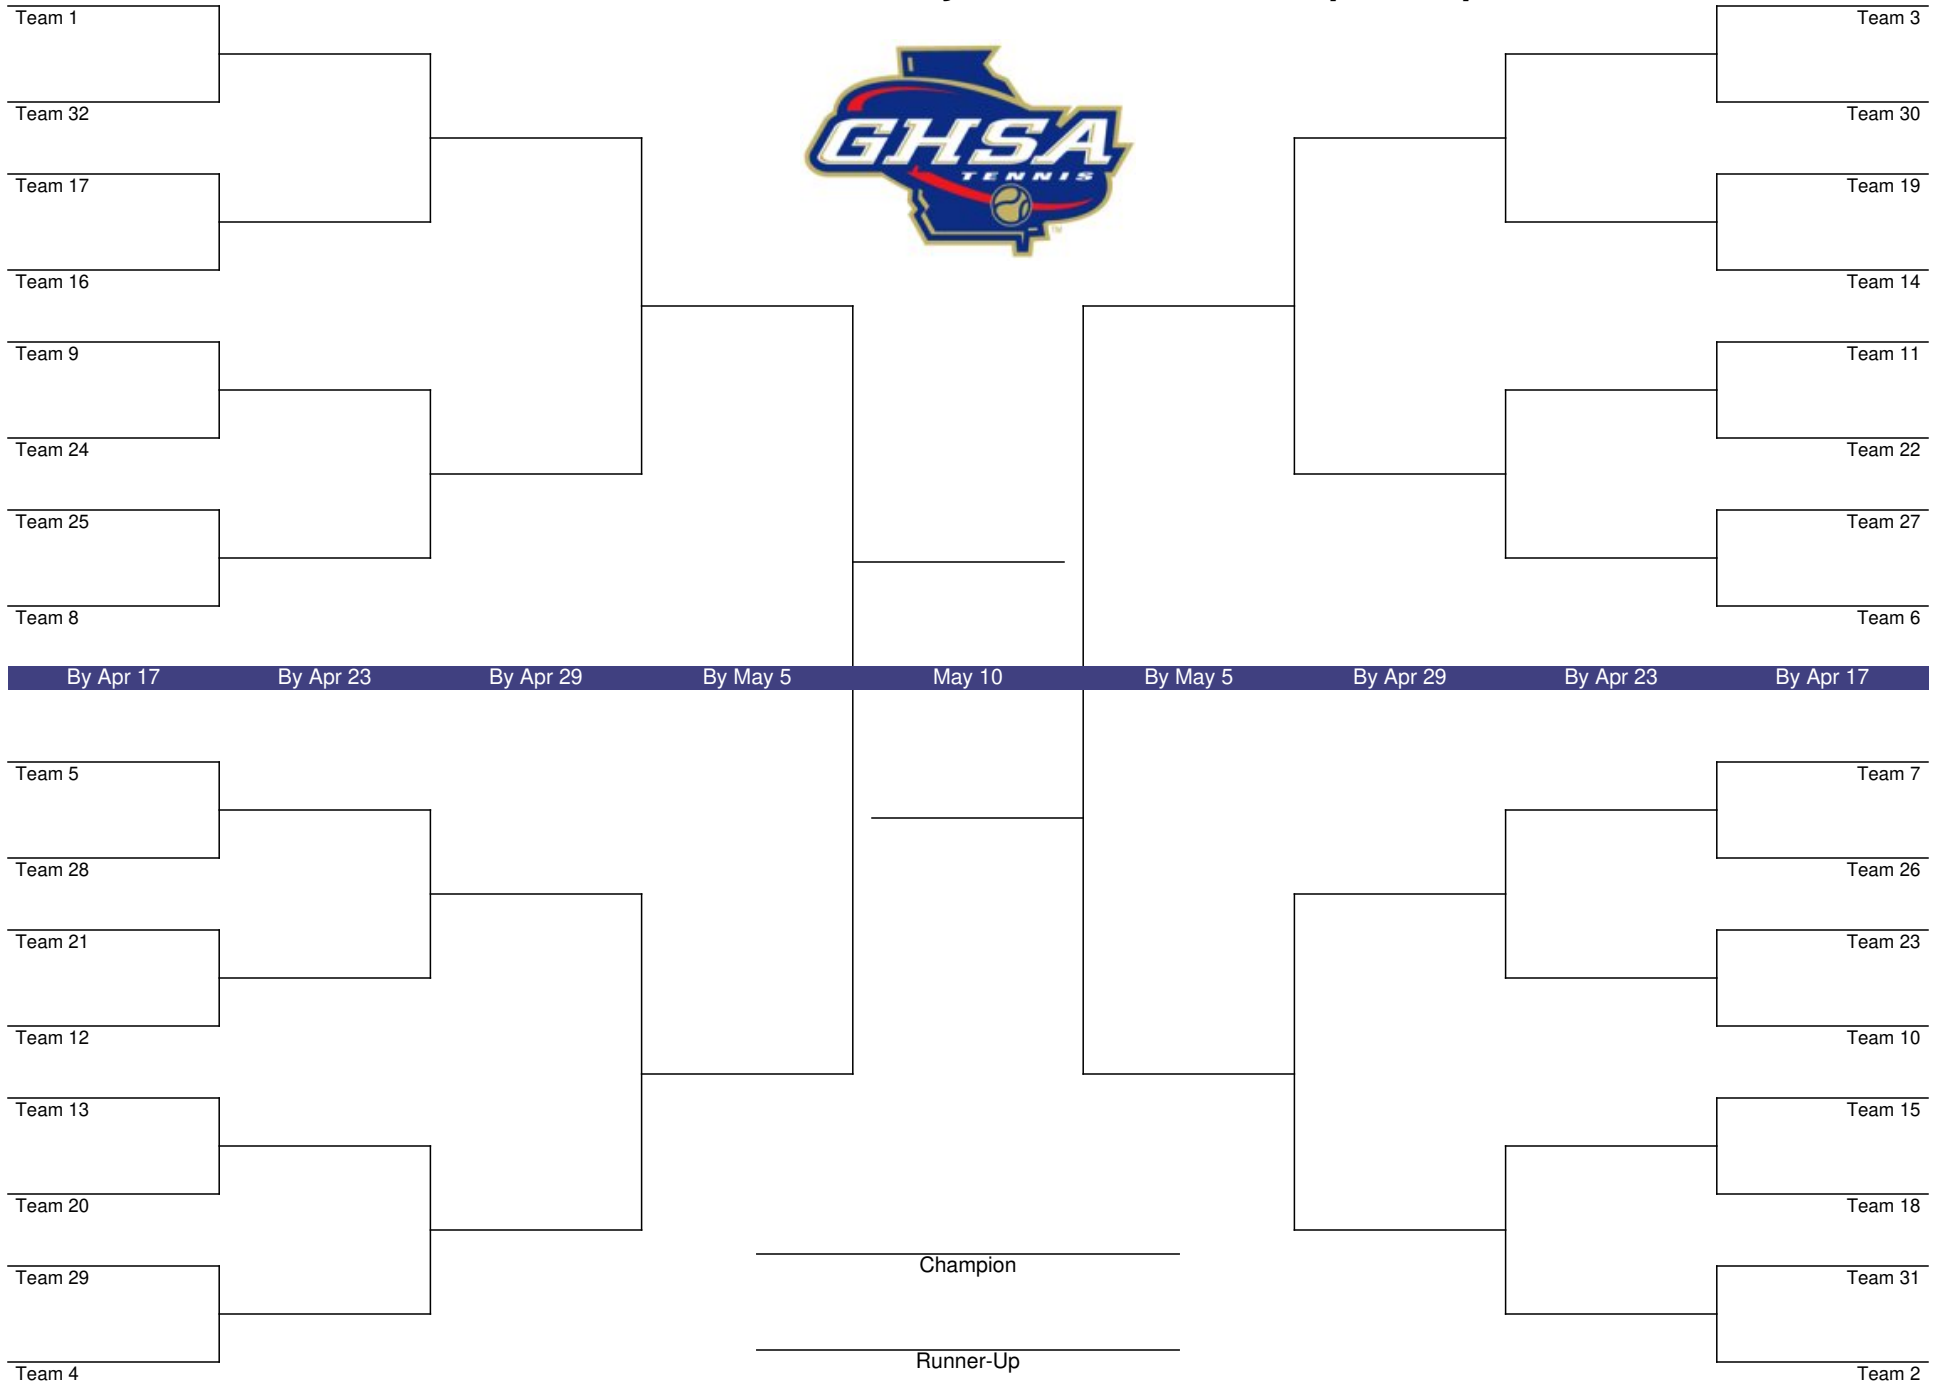 Team 1
Team 3
Team 32
Team 30
GHSA
TENNIS
TM
Team 17
Team 19
Team 16
Team 14
Team 9
Team 11
Team 24
Team 22
Team 25
Team 27
Team 8
Team 6
By Apr 17 By Apr 23 By Apr 29 By May 5 May 10 By May 5 By Apr 29 By Apr 23 By Apr 17
Team 5
Team 7
Team 28
Team 26
Team 21
Team 23
Team 12
Team 10
Team 13
Team 15
Team 20
Team 18
Champion
Team 29
Team 31
Runner-Up
Team 4
Team 2